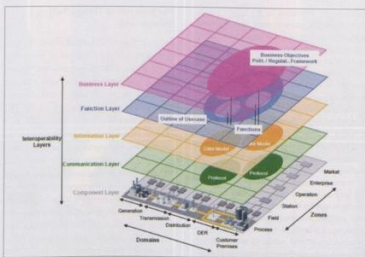 Business Objectives
Polit. / Regulat.. Framework
Business Layer
Function Layer
Outline of Usecase
Functions
Interoperability
Layers
Information Layer
Data Model
Data Model
Communication Layer
Protocol
Protocol
Component Layer
Market
Enterprise
Operation
Station
Field
Process
Zones
Generation
Transmission
Distribution
DER
Customer
Premises
Domains